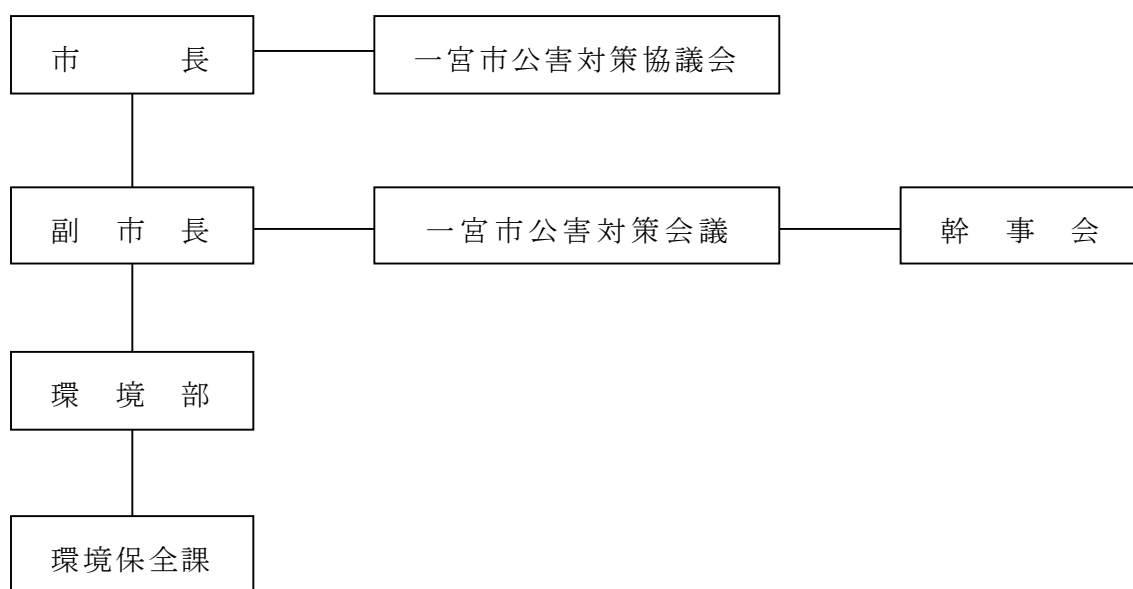 市長
一宮市公害対策協議会
副市長
一宮市公害対策会議
幹事会
環境部
環境保全課